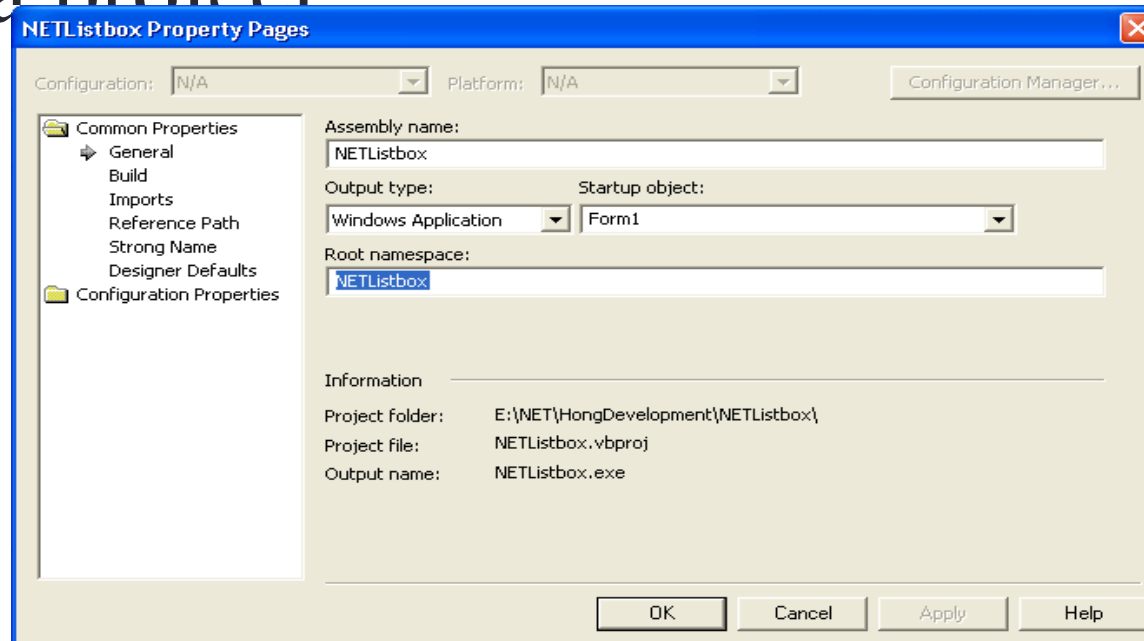 NETListbox Property Pages
Configuration: N/A Platform: N/A Configuration Manager...
Common Properties
General
Build
Imports
Reference Path
Strong Name
Designer Defaults
Configuration Properties
Assembly name:
NETListbox
Output type: Startup object:
Windows Application Form1
Root namespace:
NETListbox
Information
Project folder: E:\NET\HongDevelopment\NETListbox\
Project file: NETListbox.vbproj
Output name: NETListbox.exe
OK Cancel Apply Help